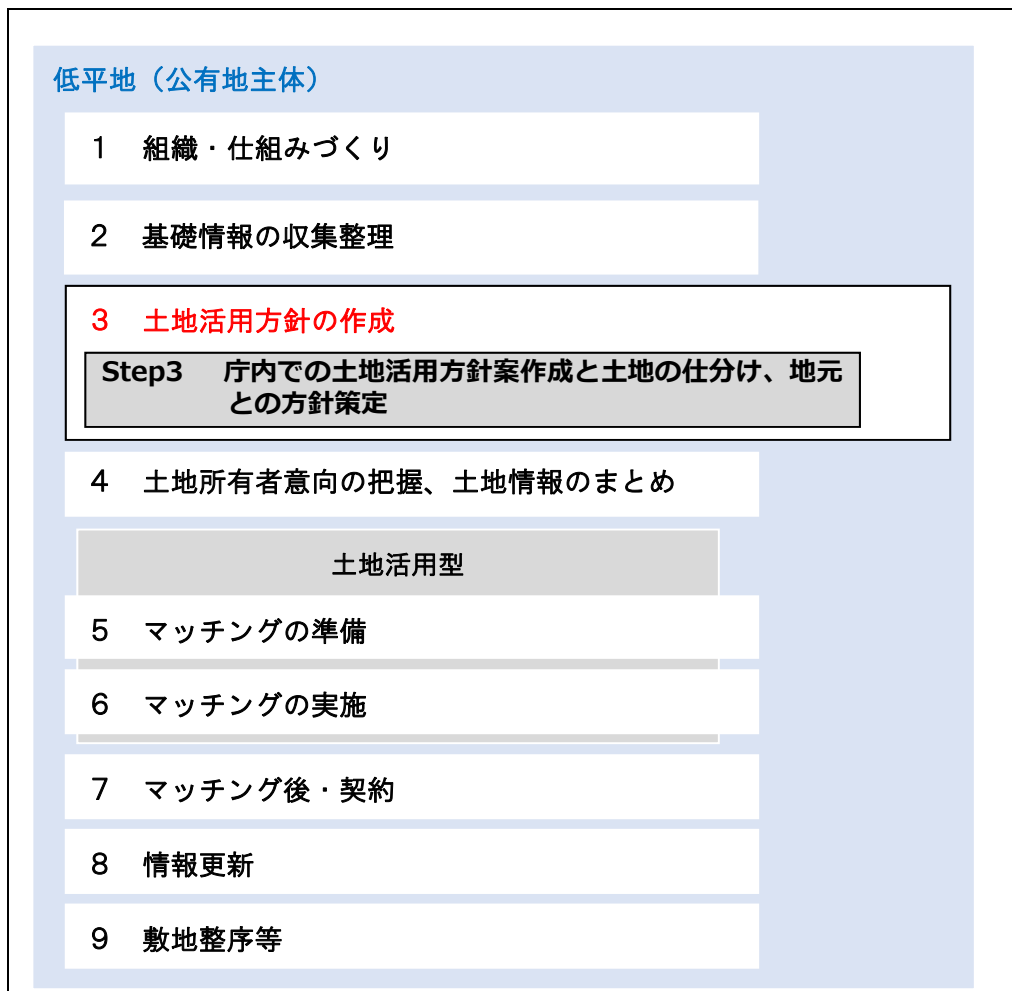 低平地（公有地主体）
１　組織・仕組みづくり
２　基礎情報の収集整理
３　土地活用方針の作成
Step3　庁内での土地活用方針案作成と土地の仕分け、地元
との方針策定
４　土地所有者意向の把握、土地情報のまとめ
土地活用型
５　マッチングの準備
６　マッチングの実施
７　マッチング後・契約
８　情報更新
９　敷地整序等